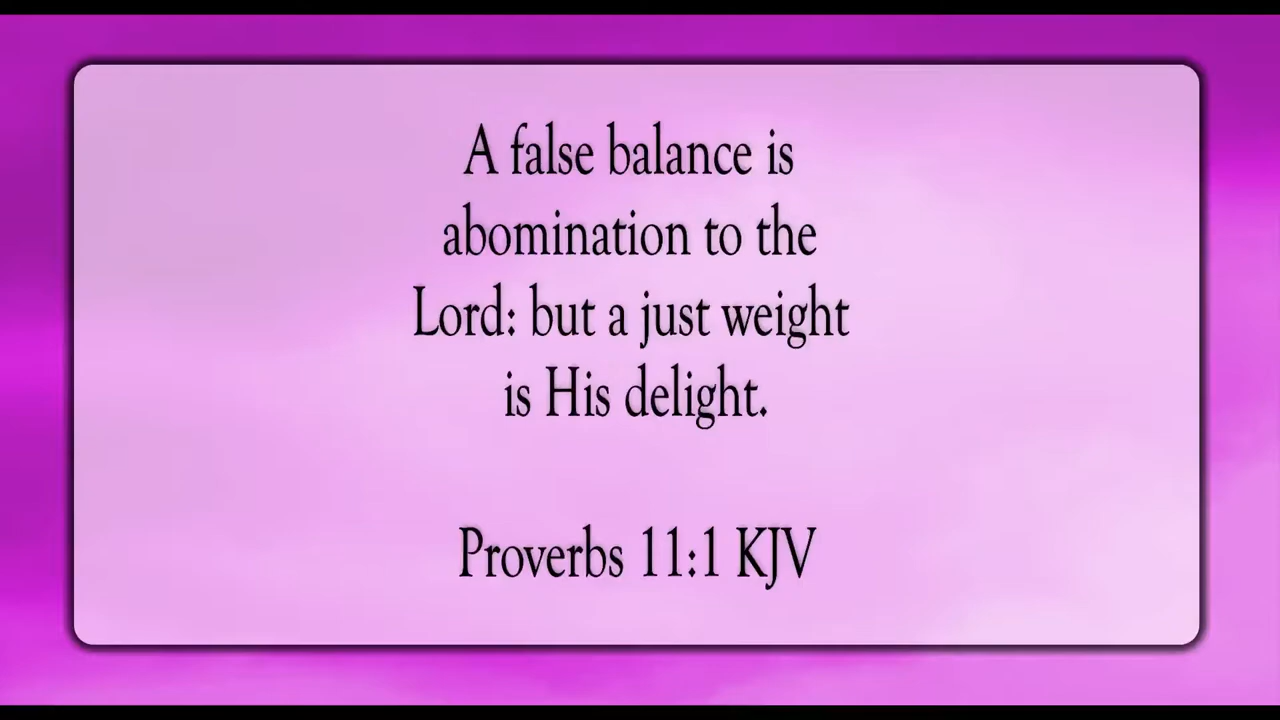 A false balance is
abomination to the
Lord: but a just weight
is His delight.
Proverbs 11:1 KJV